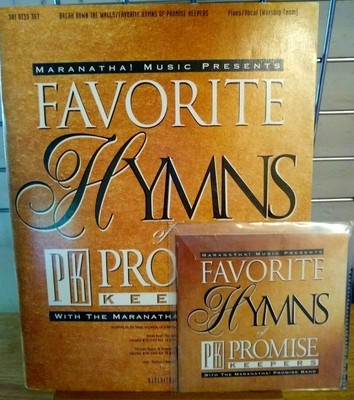 BREAK DOWN THE WALLS/FAVORITE HYMNS OF PROMISE KEEPERS
Piano/Vocal (Worship Team)
MARANATHA! MUSIC PRESENTS
FAVORITE
HYMNS
of
PK PROMISE
KEEPERS
WITH THE MARANATHA!
MARANATHA! MUSIC PRESENTS
FAVORITE
HYMNS
of
PK PROMISE
KEEPERS
WITH THE MARANATHA! PROMISE BAND